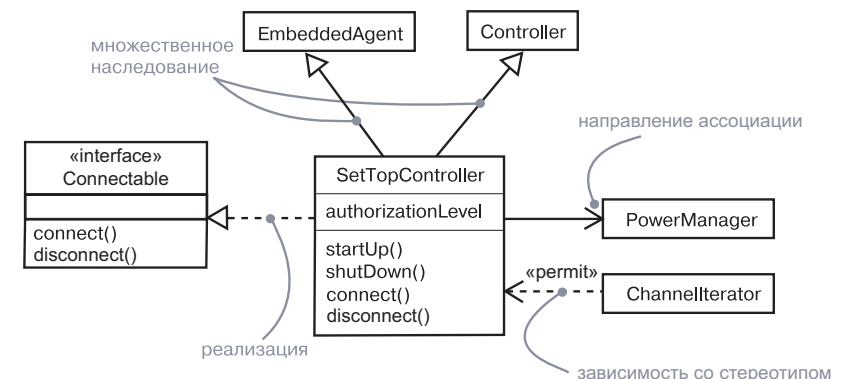 EmbeddedAgent
Controller
множественное
наследование
направление ассоциации
«interface»
Connectable
connect()
disconnect()
SetTopController
authorizationLevel
startUp()
shutDown()
connect()
disconnect()
PowerManager
«permit»
ChannelIterator
реализация
зависимость со стереотипом